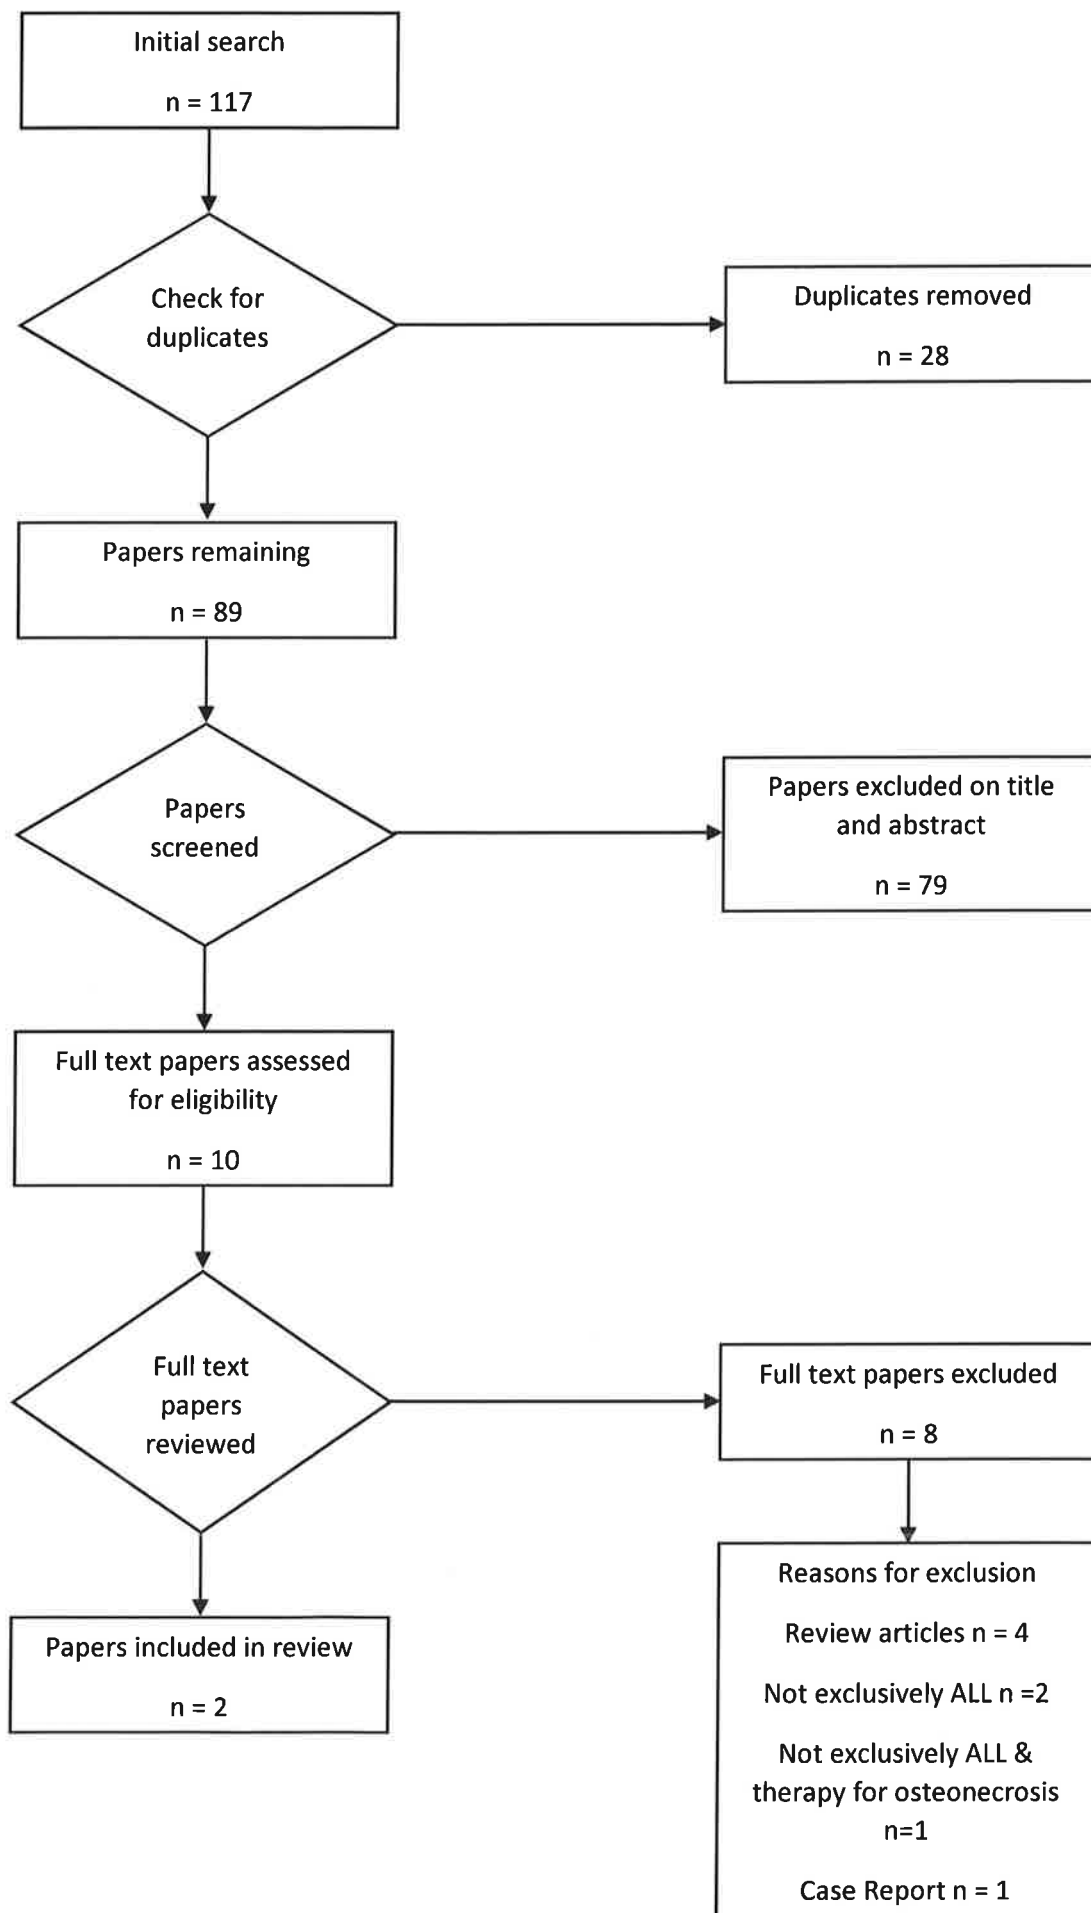 Initial search
n = 117
Check for
duplicates
Duplicates removed
n = 28
Papers remaining
n = 89
Papers
screened
Papers excluded on title
and abstract
n = 79
Full text papers assessed
for eligibility
n = 10
Full text
papers
reviewed
Full text papers excluded
n = 8
Reasons for exclusion
Review articles n = 4
Not exclusively ALL n =2
Not exclusively ALL &
therapy for osteonecrosis
n=1
Case Report n = 1
Papers included in review
n = 2